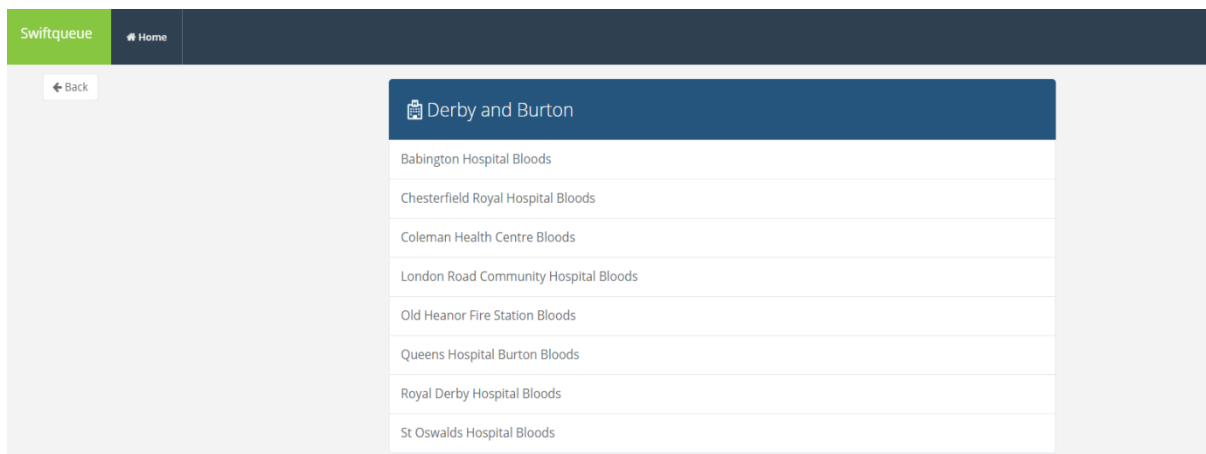 Swiftqueue
Home
Back
Derby and Burton
Babington Hospital Bloods
Chesterfield Royal Hospital Bloods
Coleman Health Centre Bloods
London Road Community Hospital Bloods
Old Heanor Fire Station Bloods
Queens Hospital Burton Bloods
Royal Derby Hospital Bloods
St Oswalds Hospital Bloods